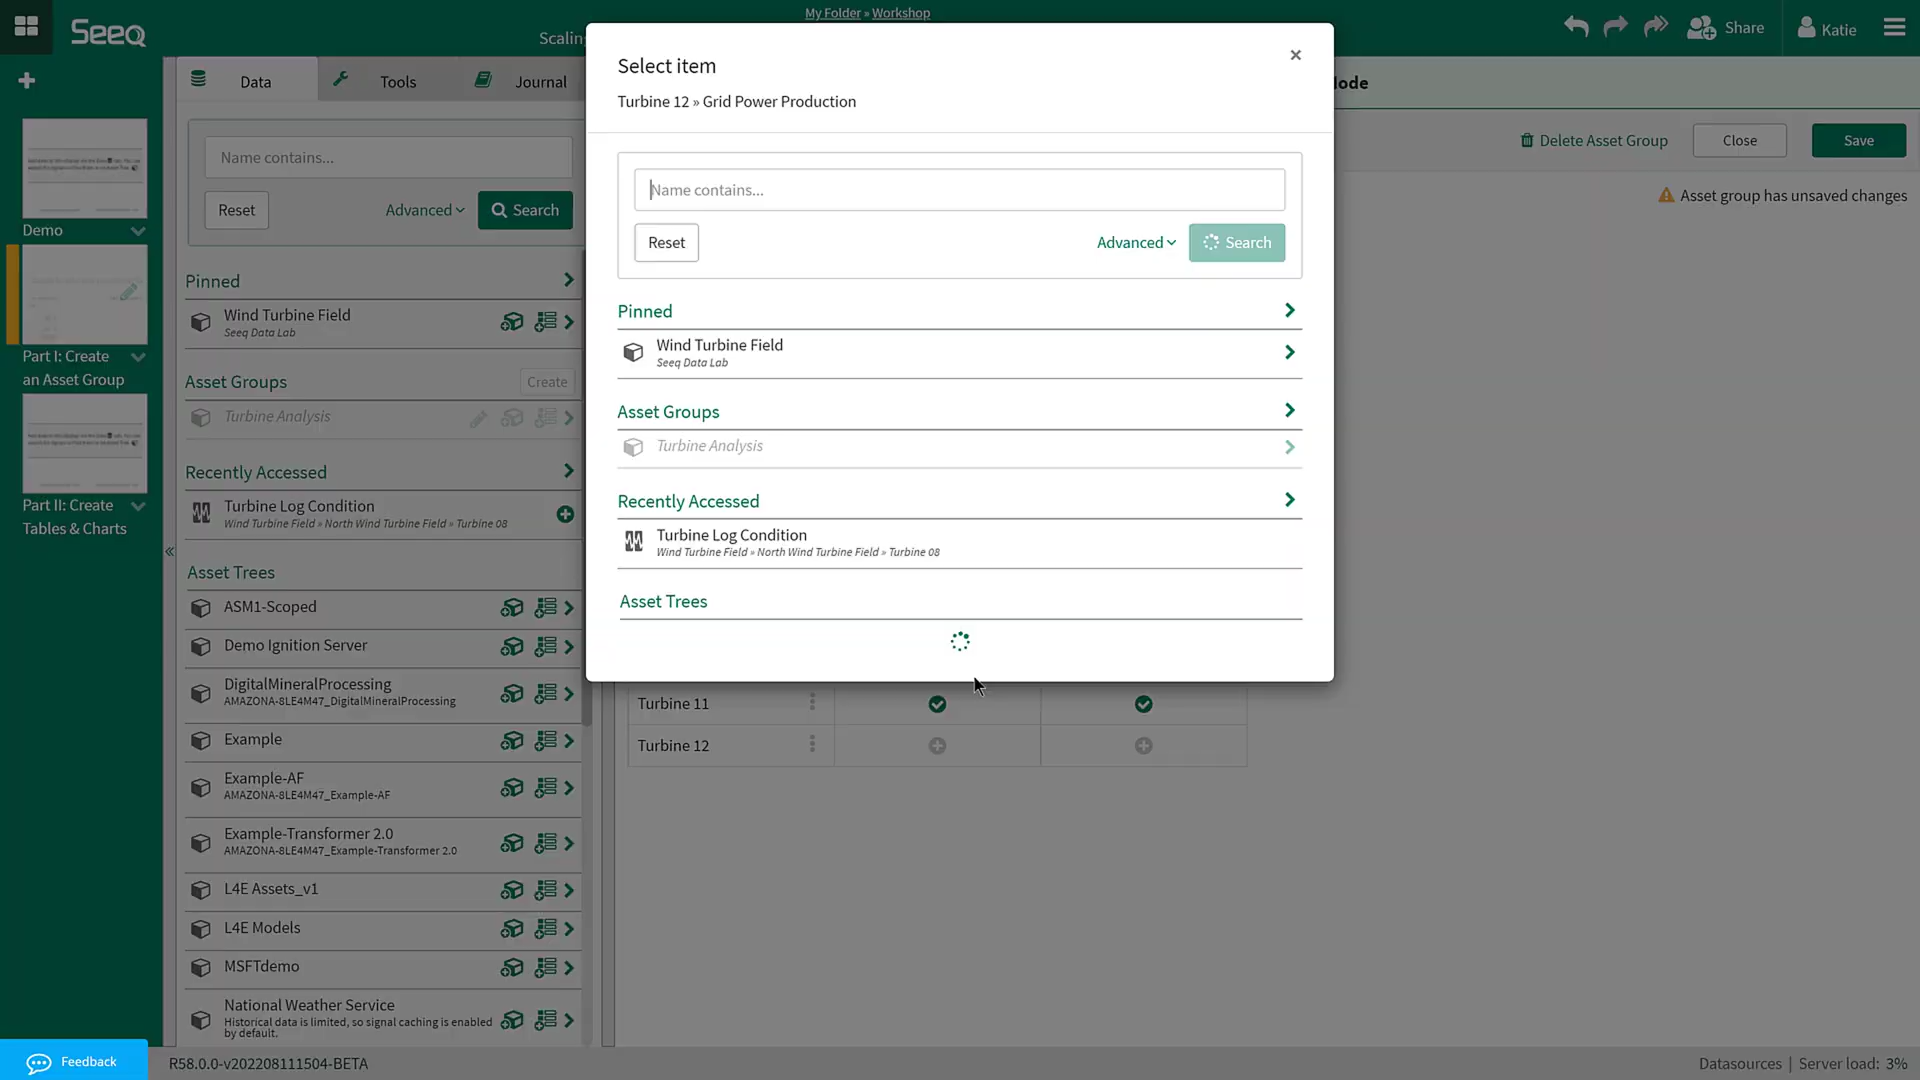 My Folder » Workshop
Seeq
Scaling
Share
Katie
Data
Tools
Journal
Name contains...
Reset
Advanced
Search
Demo
Part I: Create
an Asset Group
Part II: Create
Tables & Charts
Pinned
Wind Turbine Field
Seeq Data Lab
Asset Groups
Create
Turbine Analysis
Recently Accessed
Turbine Log Condition
Wind Turbine Field » North Wind Turbine Field » Turbine 08
Asset Trees
ASM1-Scoped
Demo Ignition Server
DigitalMineralProcessing
AMAZONA-8LE4M47_DigitalMineralProcessing
Example
Example-AF
AMAZONA-8LE4M47_Example-AF
Example-Transformer 2.0
AMAZONA-8LE4M47_Example-Transformer 2.0
L4E Assets_v1
L4E Models
MSFTdemo
National Weather Service
Historical data is limited, so signal caching is enabled
by default.
Select item
Turbine 12 » Grid Power Production
Name contains...
Reset
Advanced
Search
Pinned
Wind Turbine Field
Seeq Data Lab
Asset Groups
Turbine Analysis
Recently Accessed
Turbine Log Condition
Wind Turbine Field » North Wind Turbine Field » Turbine 08
Asset Trees
Turbine 11
Turbine 12
Delete Asset Group
Close
Save
Asset group has unsaved changes
Feedback
R58.0.0-v202208111504-BETA
Datasources | Server load: 3%